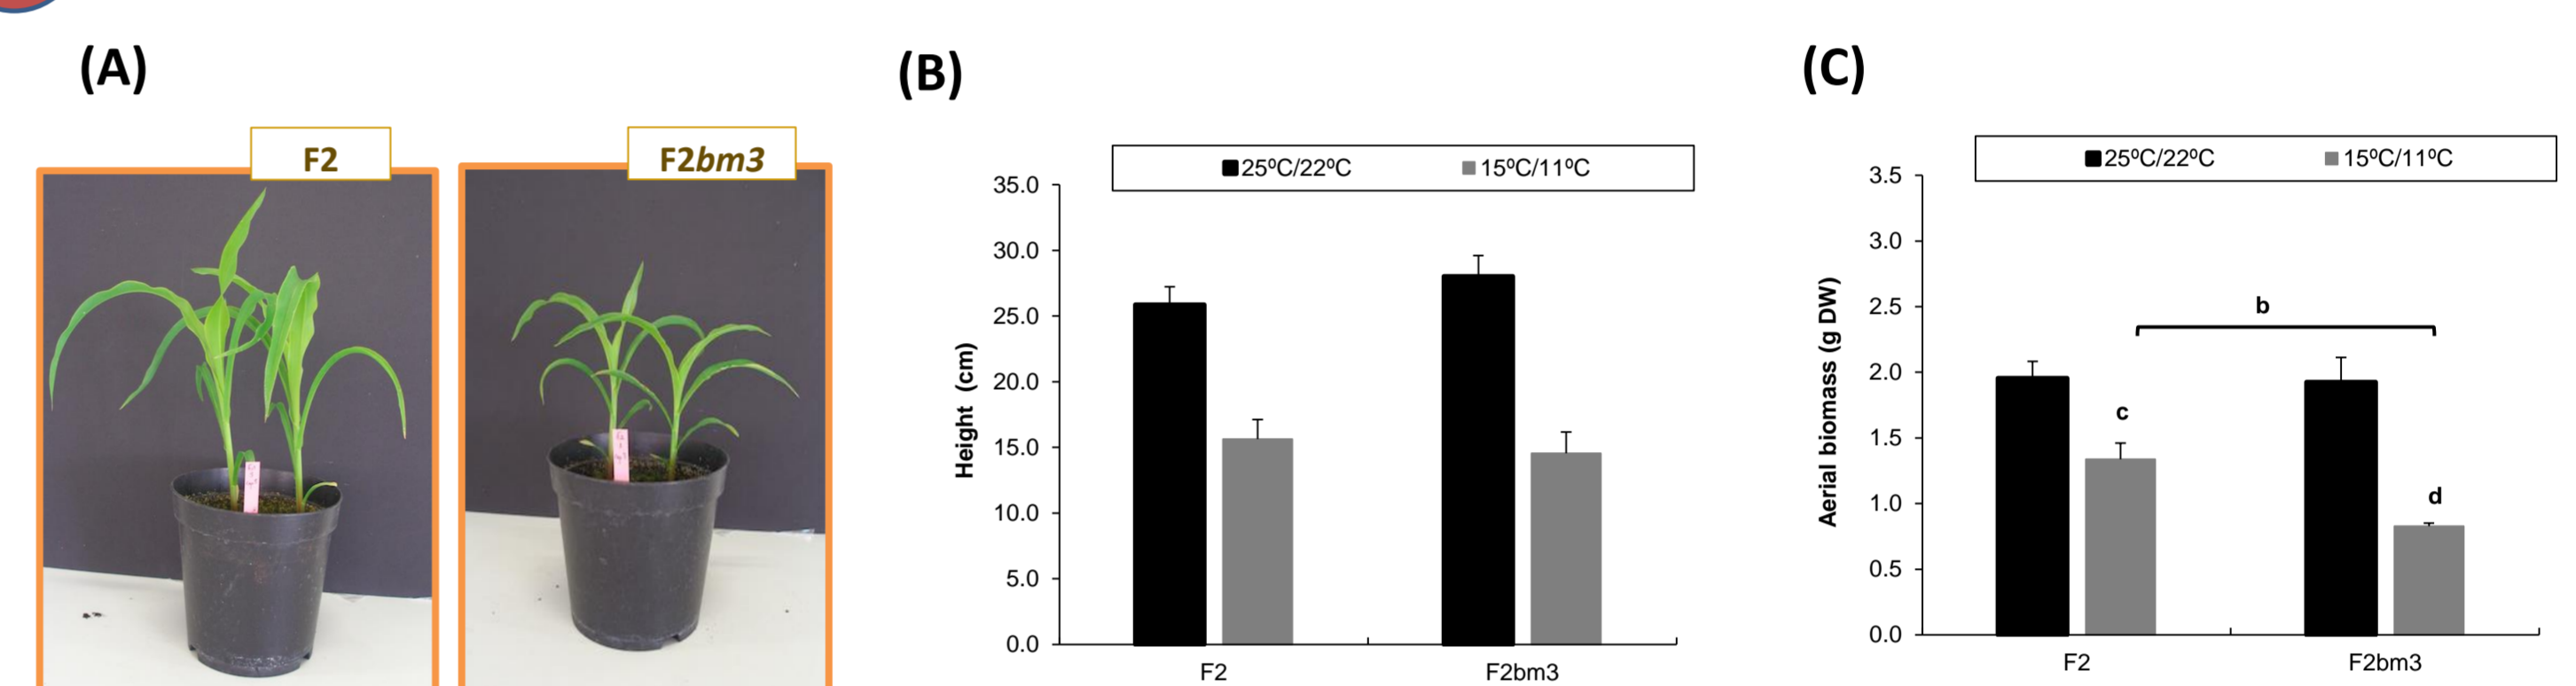 (A)
F2
F2bm3
(B)
25ºC/22ºC
15ºC/11ºC
35.0
30.0
25.0
20.0
15.0
10.0
5.0
0.0
Height (cm)
F2
F2bm3
(C)
25ºC/22ºC
15ºC/11ºC
3.5
3.0
2.5
2.0
1.5
1.0
0.5
0.0
Aerial biomass (g DW)
b
c
d
F2
F2bm3